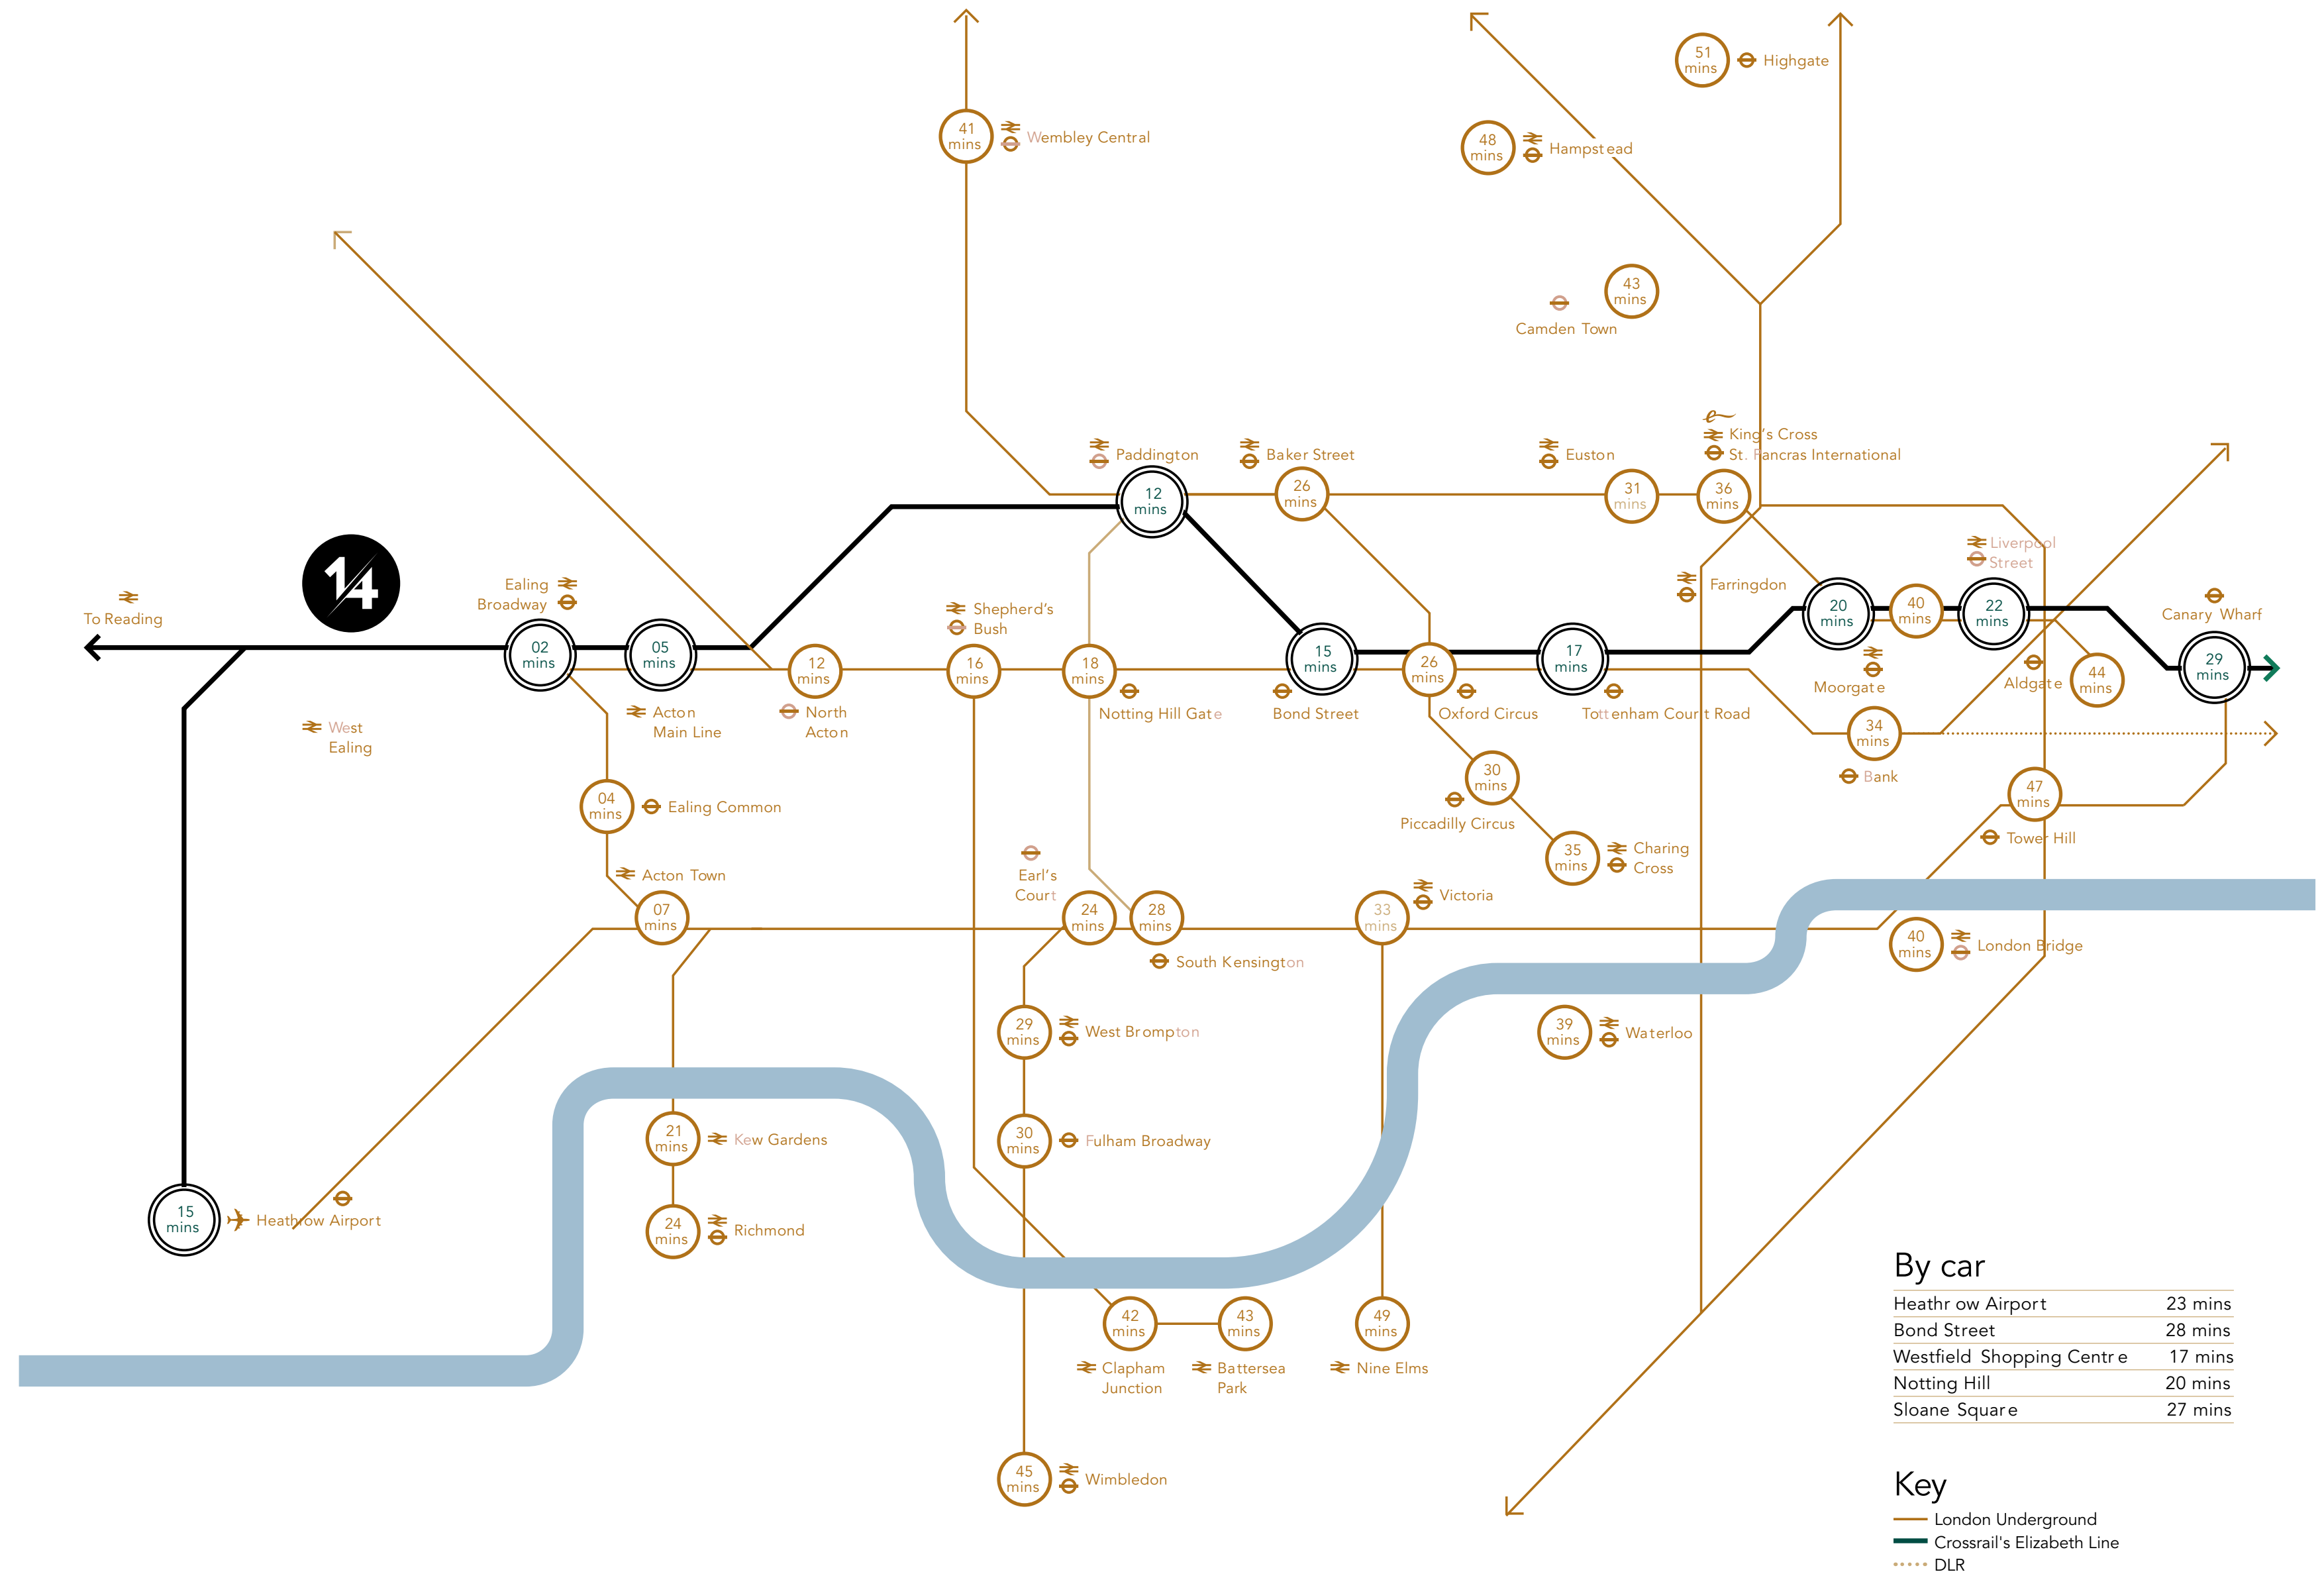 51
mins
Highgate
41
mins
Wembley Central
48
mins
Hampstead
43
mins
Camden Town
King's Cross
St. Pancras International
Paddington
12
mins
Baker Street
26
mins
Euston
31
mins
36
mins
14
To Reading
Ealing
Broadway
02
mins
05
mins
Acton
Main Line
West
Ealing
12
mins
North
Acton
Shepherd's
Bush
16
mins
18
mins
Notting Hill Gate
15
mins
Bond Street
26
mins
Oxford Circus
17
mins
Tottenham Court Road
Farringdon
20
mins
40
mins
Moorgate
Liverpool
Street
22
mins
Aldgate
44
mins
Canary Wharf
29
mins
34
mins
Bank
47
mins
Tower Hill
04
mins
Ealing Common
30
mins
Piccadilly Circus
35
mins
Charing
Cross
Acton Town
07
mins
Earl's
Court
24
mins
28
mins
South Kensington
33
mins
Victoria
40
mins
London Bridge
29
mins
West Brompton
39
mins
Waterloo
21
mins
Kew Gardens
30
mins
Fulham Broadway
15
mins
Heathrow Airport
24
mins
Richmond
42
mins
Clapham
Junction
43
mins
Battersea
Park
49
mins
Nine Elms
45
mins
Wimbledon
By car
Heathrow Airport 23 mins
Bond Street 28 mins
Westfield Shopping Centre 17 mins
Notting Hill 20 mins
Sloane Square 27 mins
Key
London Underground
Crossrail's Elizabeth Line
DLR